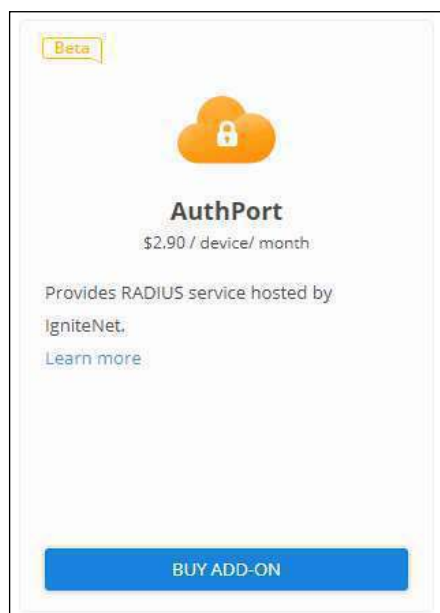 Beta
AuthPort
$2.90 / device/ month
Provides RADIUS service hosted by
IgniteNet.
Learn more
BUY ADD-ON